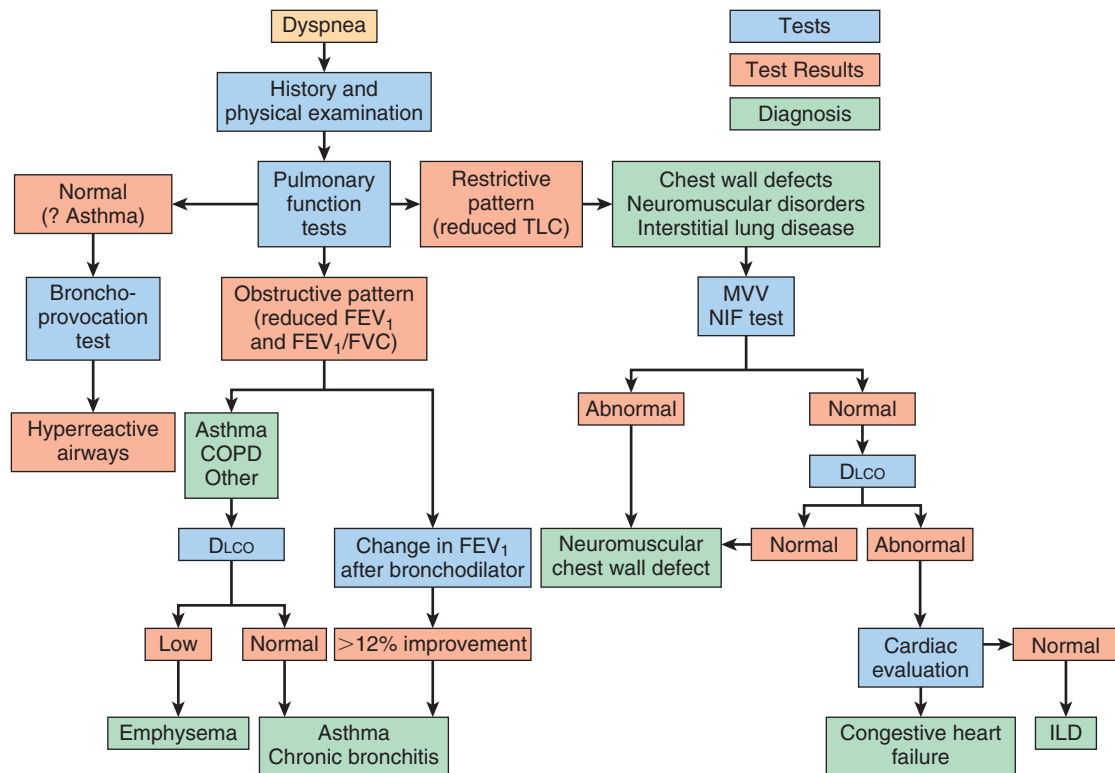 Dyspnea
Tests
Test Results
Diagnosis
History and
physical examination
Normal
(? Asthma)
Pulmonary
function
tests
Restrictive
pattern
(reduced TLC)
Chest wall defects
Neuromuscular disorders
Interstitial lung disease
Broncho-
provocation
test
Obstructive pattern
(reduced FEV1
and FEV1/FVC)
MVV
NIF test
Hyperreactive
airways
Asthma
COPD
Other
Abnormal
Normal
DLCO
DLCO
Change in FEV1
after bronchodilator
Neuromuscular
chest wall defect
Normal
Abnormal
Low
Normal
>12% improvement
Cardiac
evaluation
Normal
Emphysema
Asthma
Chronic bronchitis
Congestive heart
failure
ILD